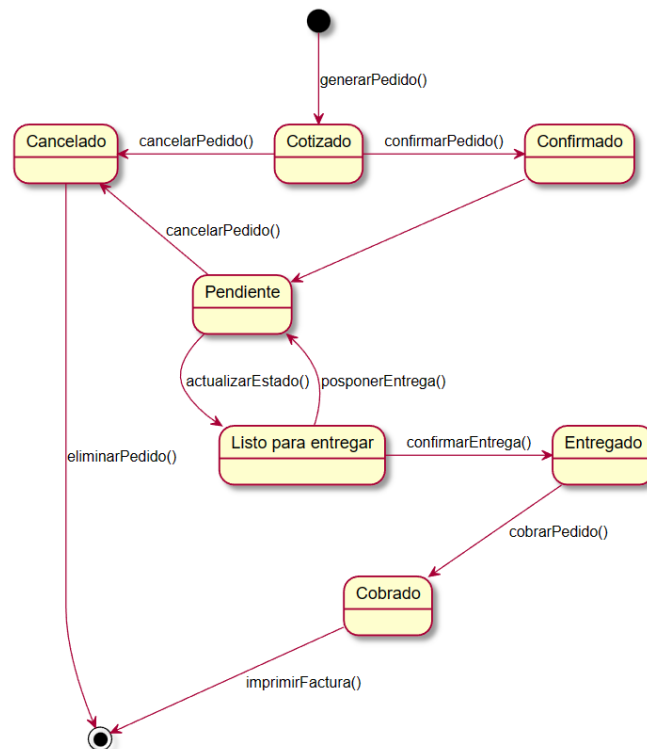 generarPedido()
Cancelado
cancelarPedido()
Cotizado
confirmarPedido()
Confirmado
cancelarPedido()
Pendiente
actualizarEstado()
posponerEntrega()
Listo para entregar
confirmarEntrega()
Entregado
eliminarPedido()
cobrarPedido()
Cobrado
imprimirFactura()